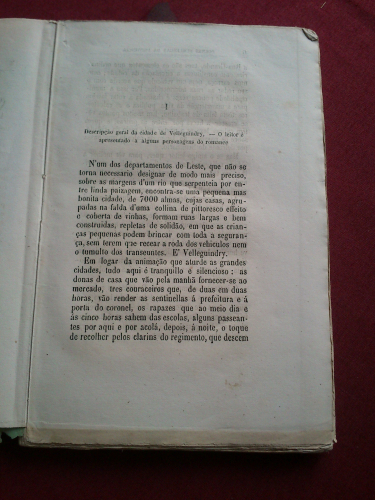 I
Descripção geral da cidade de Velleguindry. — O leitor é
apresentado à alguns personagens do romance
N'um dos departamentos de Leste, que não se
torna necessario designar de modo mais preciso,
sobre as margens d'um rio que serpenteia por en-
tre linda paizagem, encontra-se uma pequena mas
bonita cidade, de 7000 almas, cujas casas, agru-
padas na falda d'uma collina de pittoresco effeito
e coberta de vinhas, formam ruas largas e bem
construidas, repletas de solidão, em que as crian-
ças pequenas podem brincar com toda a seguran-
ça, sem terem que recear a roda dos vehiculos nem
o tumulto dos transeuntes. E' Velleguindry.
Em logar da animação que aturde as grandes
cidades, tudo aqui é tranquillo é silencioso: as
donas de casa que vão pela manhã fornecer-se ao
mercado, tres couraceiros que, de duas em duas
horas, vão render as sentinellas á prefeitura e á
porta do coronel, os rapazes que ao meio dia e
ás cinco horas sahem das escolas, alguns passean-
tes por aqui e por acolá, depois, á noite, o toque
de recolher pelos clarins do regimento, que descem